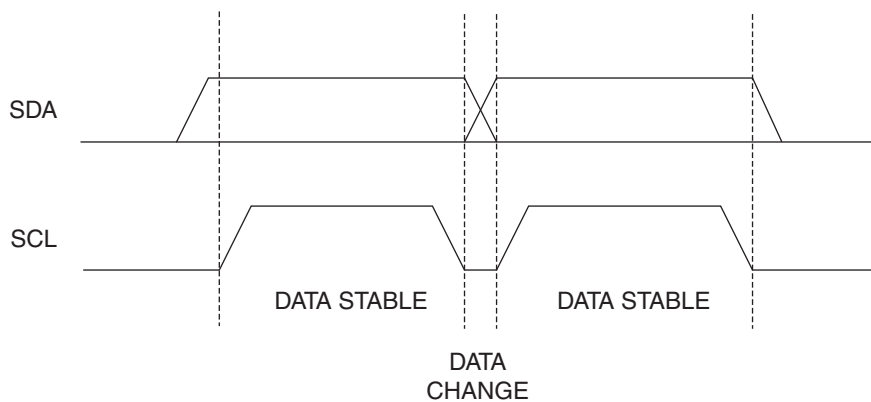 SDA
SCL
DATA STABLE
DATA STABLE
DATA
CHANGE